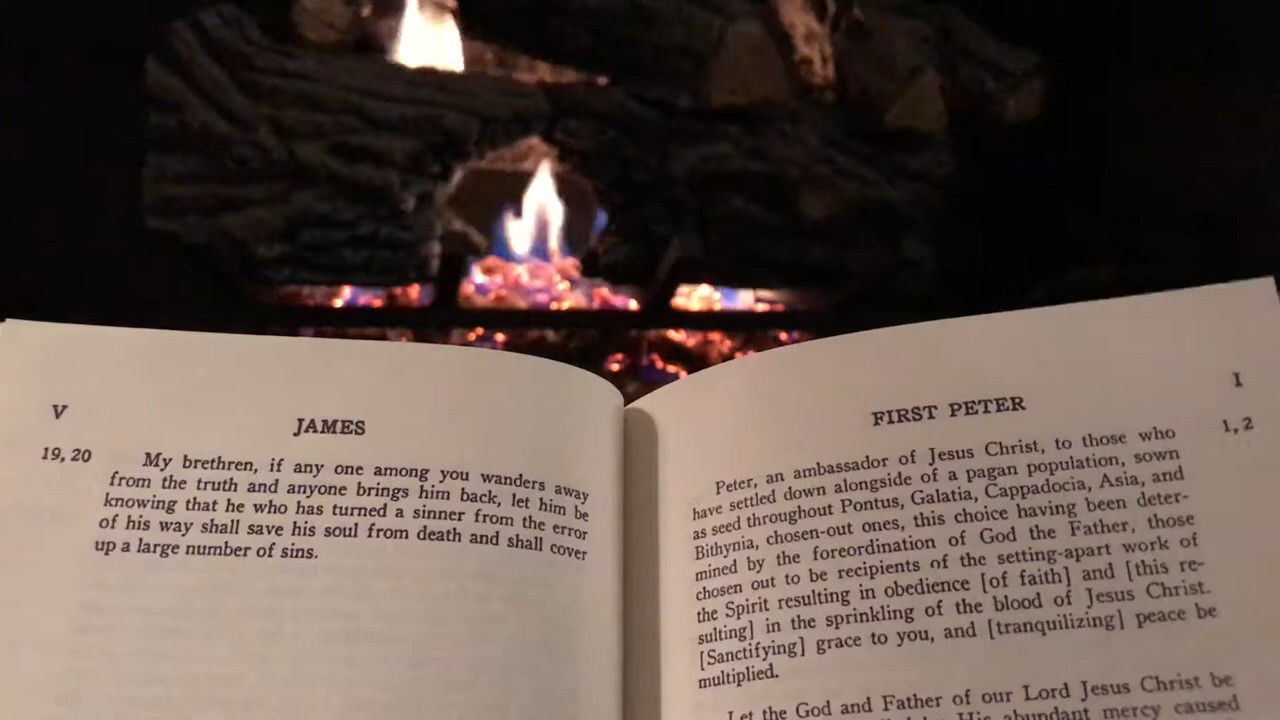 V
JAMES
19, 20
My brethren, if any one among you wanders away
from the truth and anyone brings him back, let him be
knowing that he who has turned a sinner from the error
of his way shall save his soul from death and shall cover
up a large number of sins.
I
FIRST PETER
1, 2
Peter, an ambassador of Jesus Christ, to those who
have settled down alongside of a pagan population, sown
as seed throughout Pontus, Galatia, Cappadocia, Asia, and
Bithynia, chosen-out ones, this choice having been deter-
mined by the foreordination of God the Father, those
chosen out to be recipients of the setting-apart work of
the Spirit resulting in obedience [of faith] and [this re-
sulting] in the sprinkling of the blood of Jesus Christ.
[Sanctifying] grace to you, and [tranquilizing] peace be
multiplied.
Let the God and Father of our Lord Jesus Christ be
His abundant mercy caused